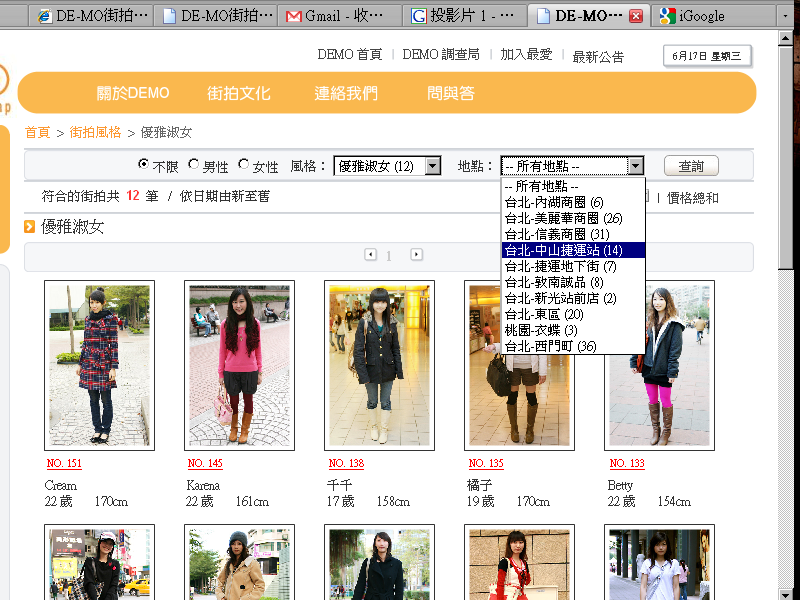 DE-MO街拍⋯ DE-MO街拍⋯ Gmail - 收⋯ 投影片 1 - ⋯ DE-MO⋯ iGoogle
DEMO 首頁 | DEMO 調查局 | 加入最愛 | 最新公告
6月17日 星期三
關於DEMO 街拍文化 連絡我們 問與答
首頁 > 街拍風格 > 優雅淑女
不限 男性 女性 風格： 優雅淑女 (12) 地點： -- 所有地點 -- 查詢
符合的街拍共 12 筆 / 依日期由新至舊
| 價格總和
-- 所有地點 --
台北-內湖商圈 (6)
台北-美麗華商圈 (26)
台北-信義商圈 (31)
台北-中山捷運站 (14)
台北-捷運地下街 (7)
台北-敦南誠品 (8)
台北-新光站前店 (2)
台北-東區 (20)
桃園-衣蝶 (3)
台北-西門町 (36)
優雅淑女
1
NO. 151 NO. 145 NO. 138 NO. 135 NO. 133
Cream Karena 千千 橘子 Betty
22 歲 170cm 22 歲 161cm 17 歲 158cm 19 歲 170cm 22 歲 154cm